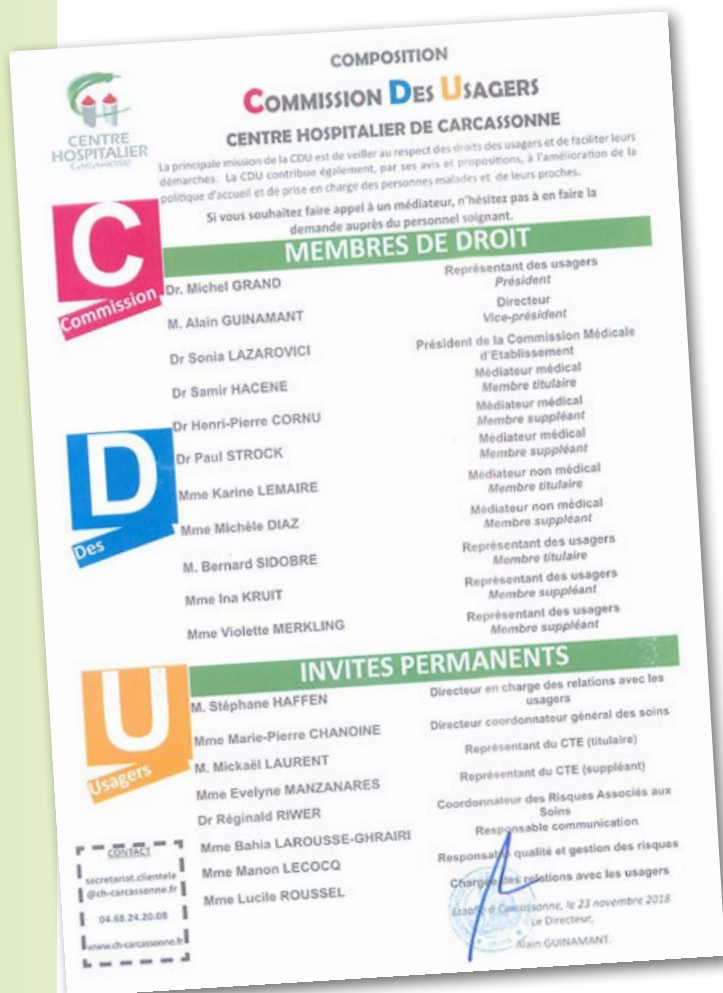 COMPOSITION
COMMISSION DES USAGERS
CENTRE HOSPITALIER DE CARCASSONNE
CENTRE
HOSPITALIER
Carcassonne
La principale mission de la CDU est de veiller au respect des droits des usagers et de faciliter leurs
démarches. La CDU contribue également, par ses avis et propositions, à l'amélioration de la
politique d'accueil et de prise en charge des personnes malades et de leurs proches.
Si vous souhaitez faire appel à un médiateur, n'hésitez pas à en faire la
demande auprès du personnel soignant.
C
Commission
MEMBRES DE DROIT
Dr. Michel GRAND
Représentant des usagers
Président
M. Alain GUINAMANT
Directeur
Vice-président
Dr Sonia LAZAROVICI
Président de la Commission Médicale
d'Etablissement
Dr Samir HACENE
Médiateur médical
Membre titulaire
Dr Henri-Pierre CORNU
Médiateur médical
Membre suppléant
D
Des
Dr Paul STROCK
Médiateur médical
Membre suppléant
Mme Karine LEMAIRE
Médiateur non médical
Membre titulaire
Mme Michèle DIAZ
Médiateur non médical
Membre suppléant
M. Bernard SIDOBRE
Représentant des usagers
Membre titulaire
Mme Ina KRUIT
Représentant des usagers
Membre suppléant
Mme Violette MERKLING
Représentant des usagers
Membre suppléant
U
Usagers
INVITES PERMANENTS
M. Stéphane HAFFEN
Directeur en charge des relations avec les
usagers
Mme Marie-Pierre CHANOINE
Directeur coordonnateur général des soins
M. Mickaël LAURENT
Représentant du CTE (titulaire)
Mme Evelyne MANZANARES
Représentant du CTE (suppléant)
Dr Réginald RIWER
Coordonnateur des Risques Associés aux
Soins
Mme Bahia LAROUSSE-GHRAIRI
Responsable communication
Mme Manon LECOCQ
Responsable qualité et gestion des risques
Mme Lucile ROUSSEL
Chargée des relations avec les usagers
CONTACT
secretariat.clientele
@ch-carcassonne.fr
04.68.24.20.08
www.ch-carcassonne.fr
Etabli à Carcassonne, le 23 novembre 2018
Le Directeur,
Alain GUINAMANT.